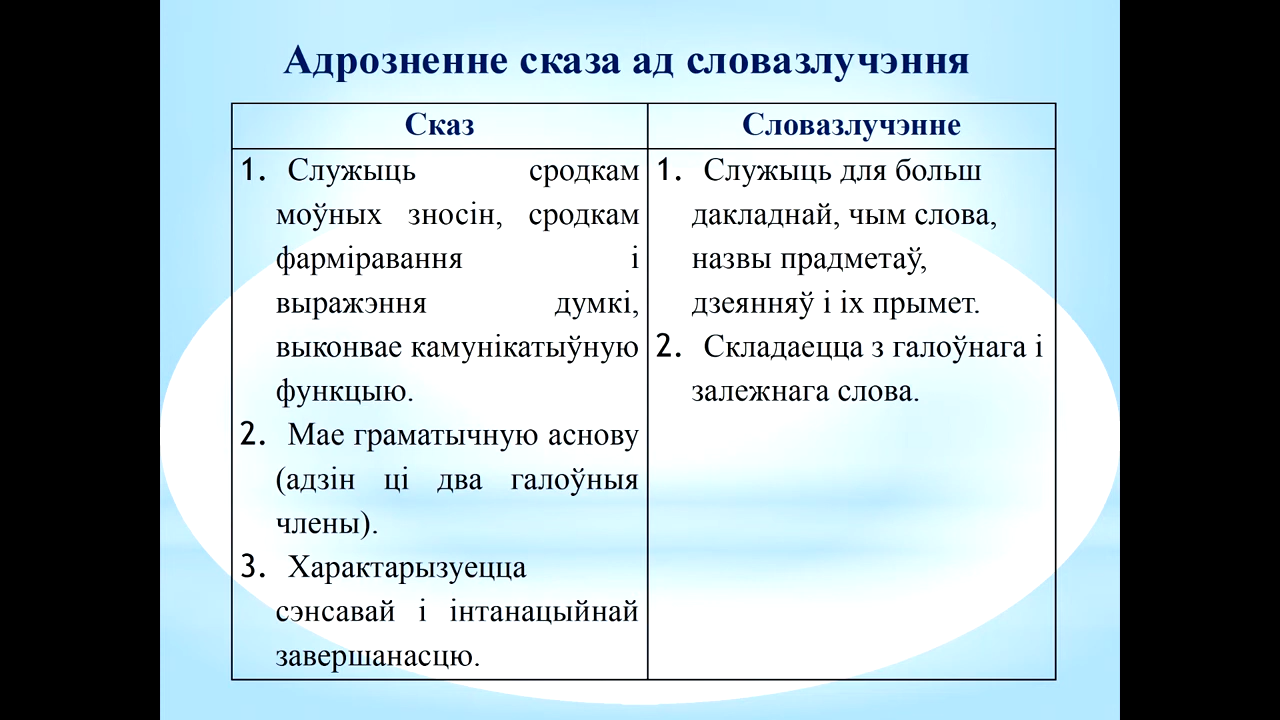 Адрозненне сказа ад словазлучэння
Сказ
1. Служыць сродкам
моўных зносін, сродкам
фарміравання і
выражэння думкі,
выконвае камунікатыўную
функцыю.
2. Мае граматычную аснову
(адзін ці два галоўныя
члены).
3. Характарызуецца
сэнсавай і інтанацыйнай
завершанасцю.
Словазлучэнне
1. Служыць для больш
дакладнай, чым слова,
назвы прадметаў,
дзеянняў і іх прымет.
2. Складаецца з галоўнага і
залежнага слова.